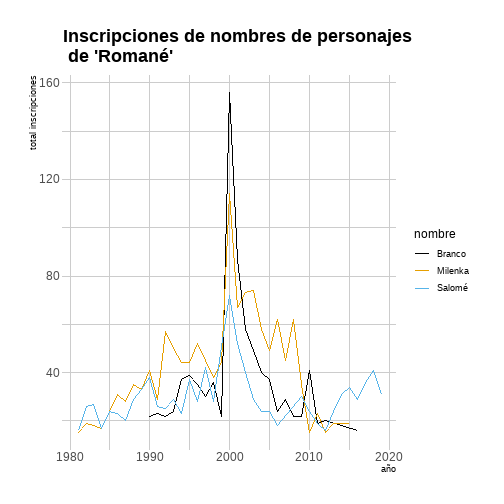 Inscripciones de nombres de personajes
de 'Romané'
total inscripciones
160
120
80
40
1980 1990 2000 2010 2020
año
nombre
Branco
Milenka
Salomé